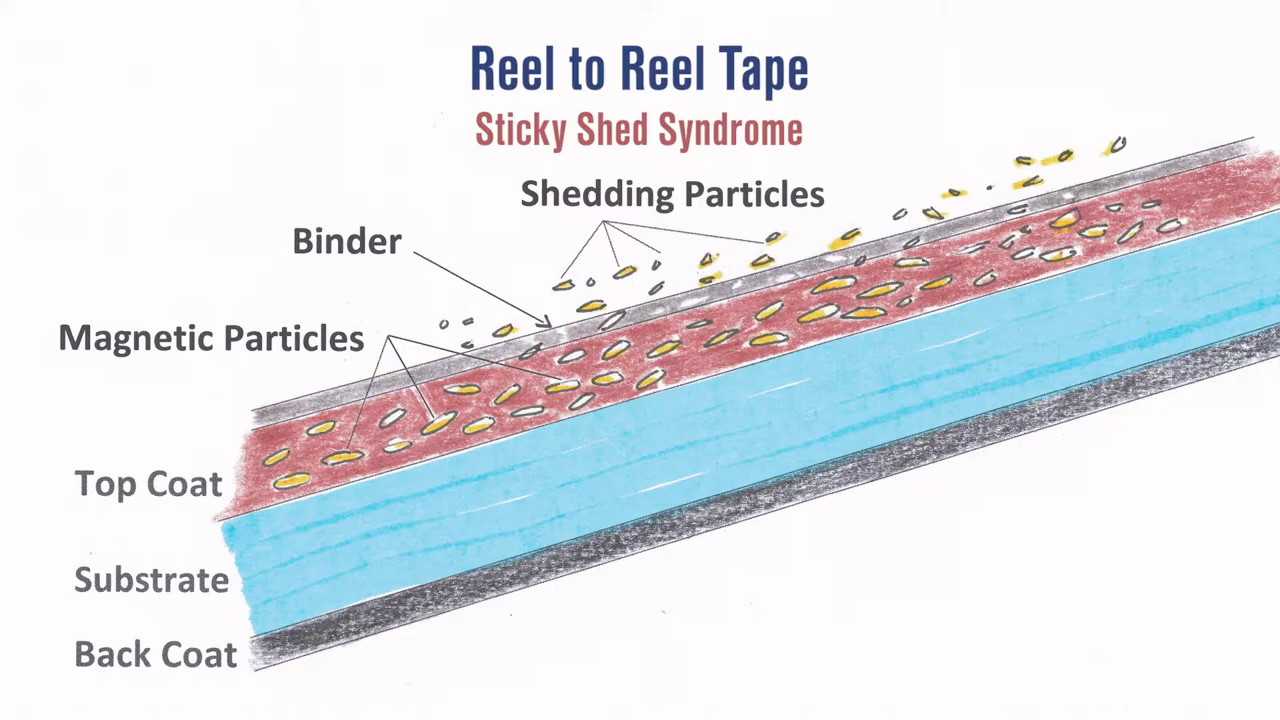 Reel to Reel Tape
Sticky Shed Syndrome
Shedding Particles
Binder
Magnetic Particles
Top Coat
Substrate
Back Coat